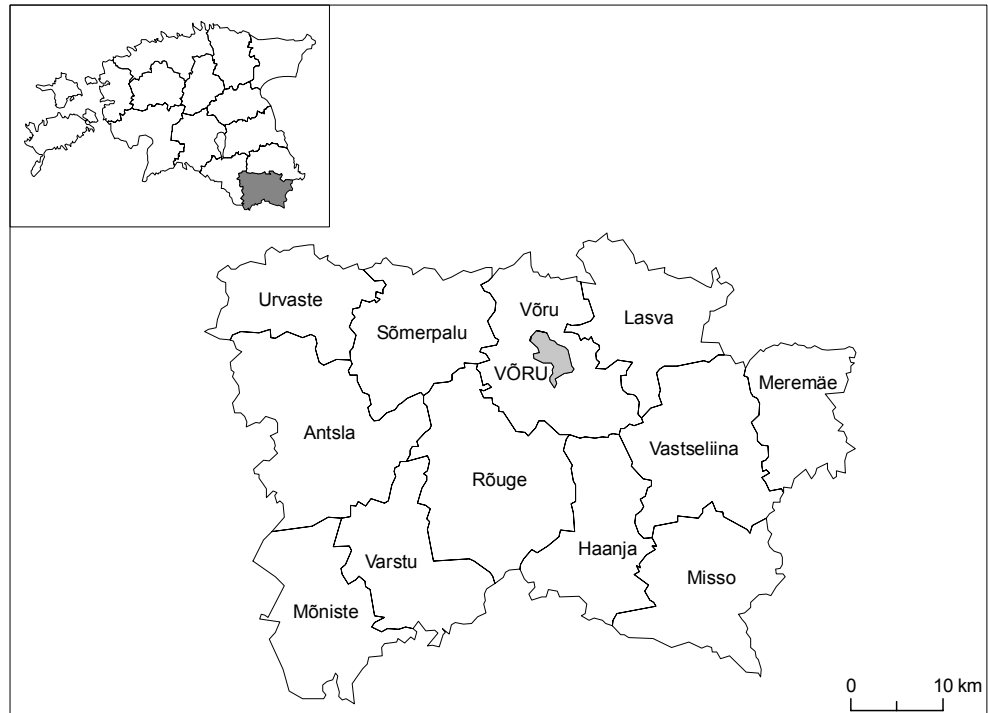 Urvaste
Sõmerpalu
Võru
Lasva
VÕRU
Meremäe
Antsla
Vastseliina
Rõuge
Varstu
Haanja
Misso
Mõniste
0 10 km